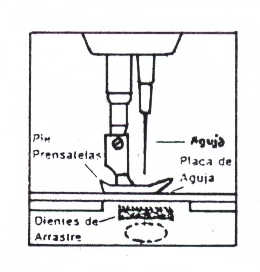 Aguja
Pie
Prensatelas
Placa de
Aguja
Dientes de
Arrastre